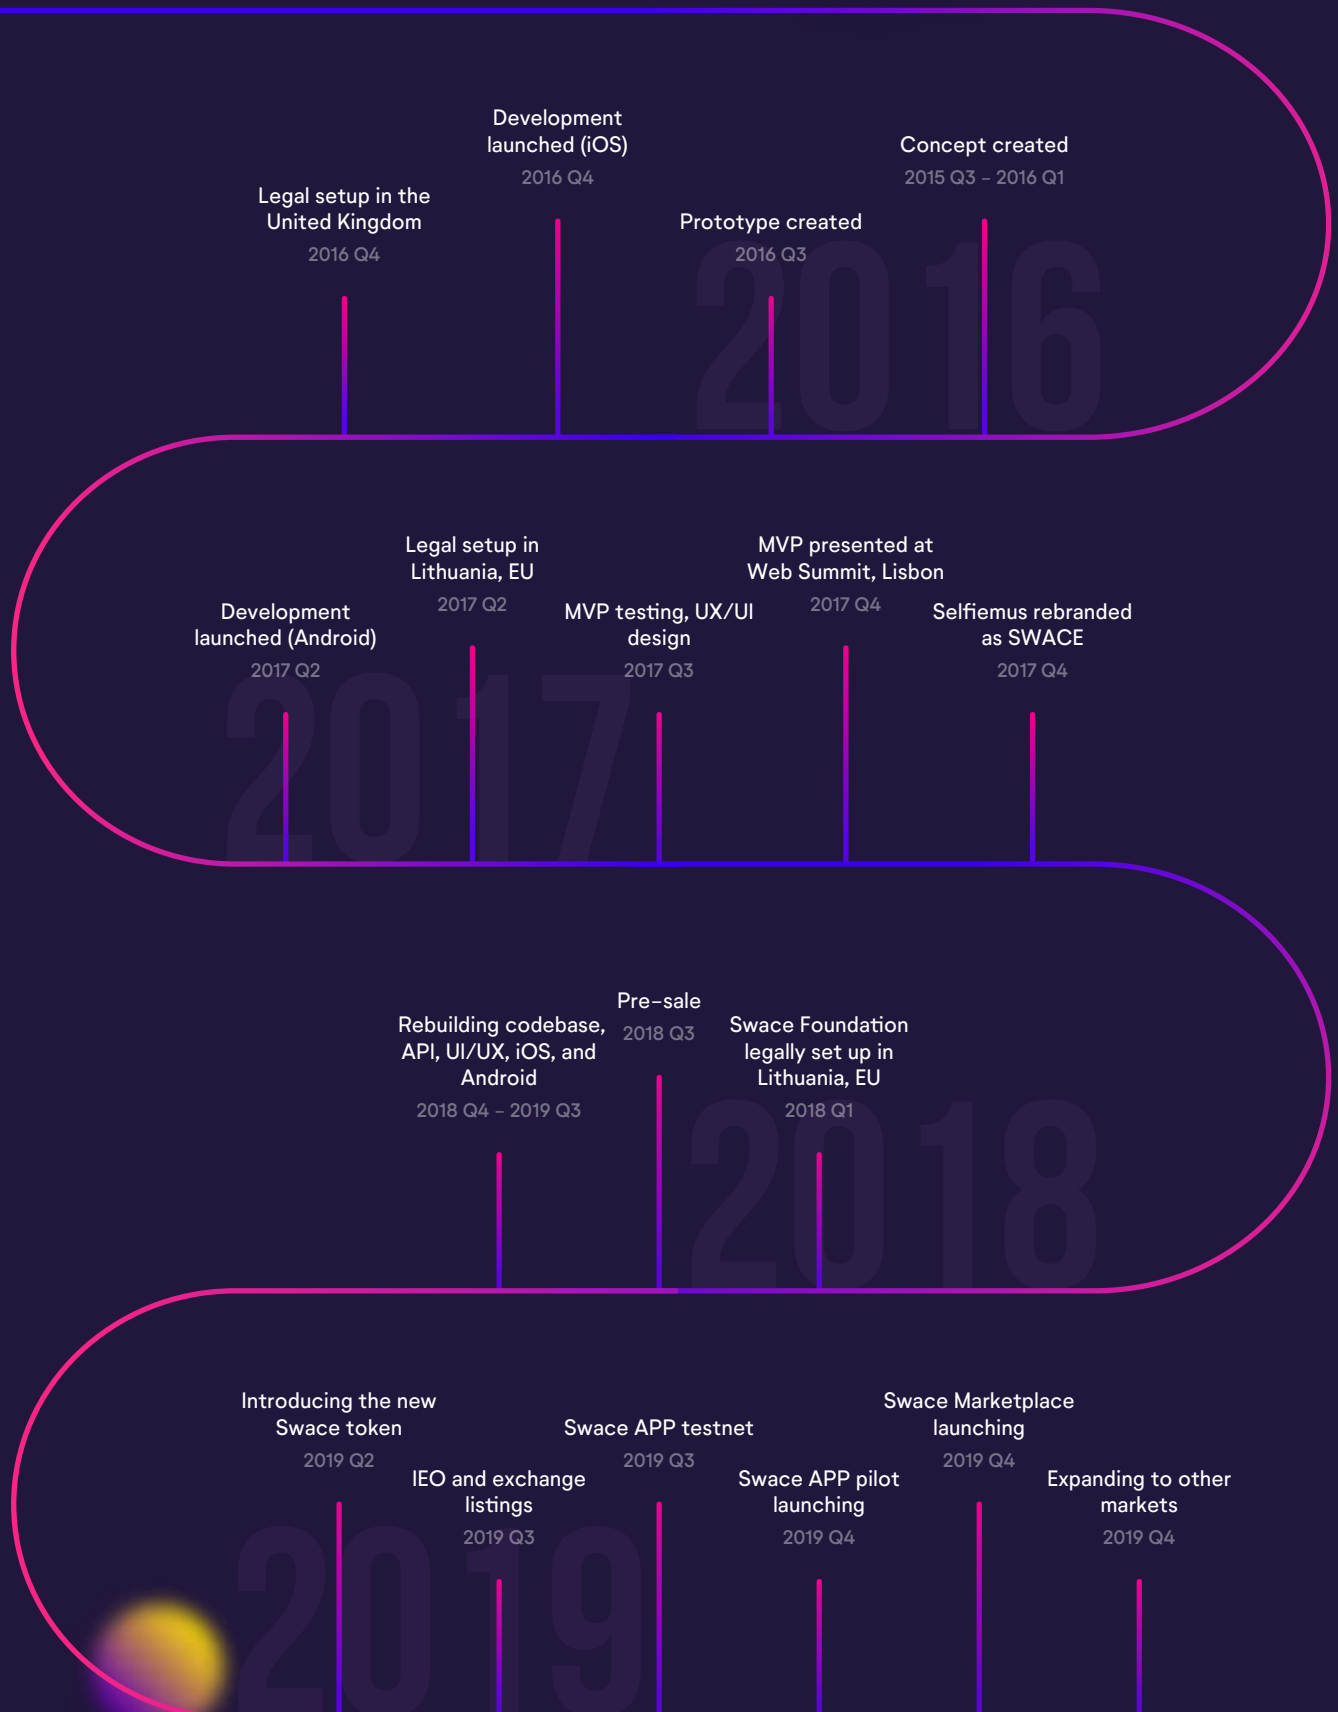 Development
launched (iOS)
2016 Q4
Concept created
2015 Q3 – 2016 Q1
Legal setup in the
United Kingdom
2016 Q4
Prototype created
2016 Q3
2016
Legal setup in
Lithuania, EU
2017 Q2
MVP presented at
Web Summit, Lisbon
2017 Q4
Development
launched (Android)
2017 Q2
MVP testing, UX/UI
design
2017 Q3
Selfiemus rebranded
as SWACE
2017 Q4
2017
Pre-sale
2018 Q3
Rebuilding codebase,
API, UI/UX, iOS, and
Android
2018 Q4 – 2019 Q3
Swace Foundation
legally set up in
Lithuania, EU
2018 Q1
2018
Introducing the new
Swace token
2019 Q2
Swace APP testnet
2019 Q3
Swace Marketplace
launching
2019 Q4
IEO and exchange
listings
2019 Q3
Swace APP pilot
launching
2019 Q4
Expanding to other
markets
2019 Q4
2019